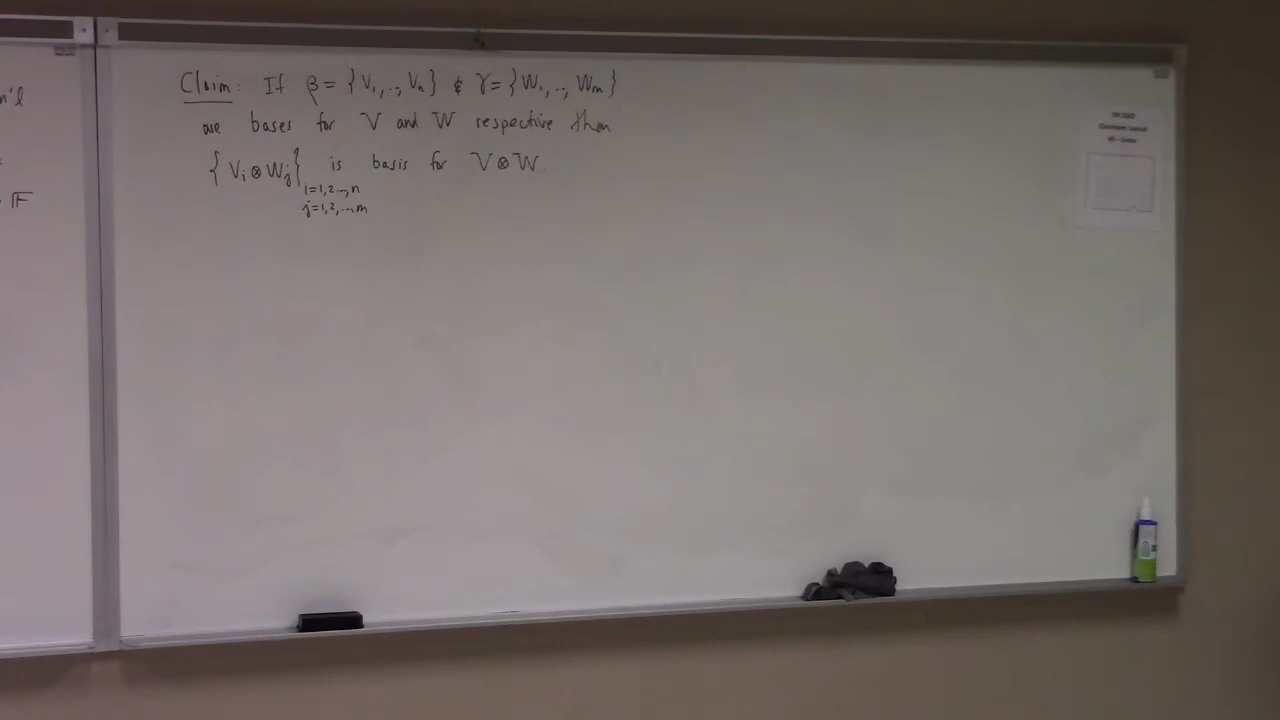 n'l
F
Claim: If β = {V₁,..,Vₙ} & γ = {W₁,..,Wₘ}
are bases for V and W respective then
{Vᵢ⊗Wⱼ} is basis for V⊗W.
i=1,2..,n
j=1,2,..,m